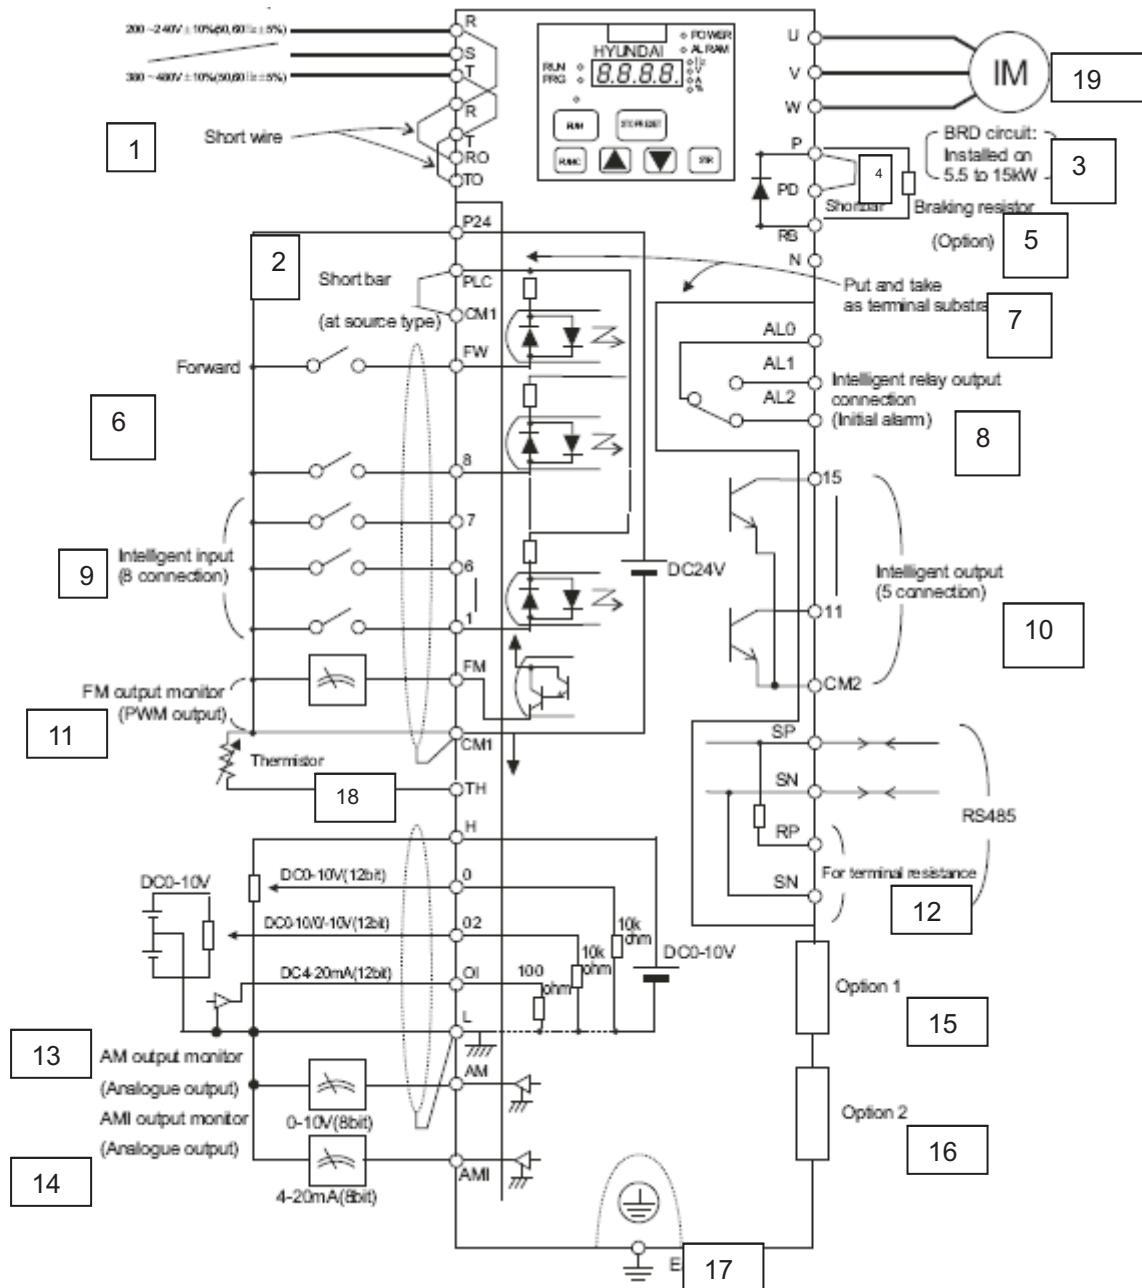 200 ~240V±10%(50,60Hz±5%)
380 ~480V±10%(50,60Hz±5%)
R
S
T
R
T
RO
TO
1
Short wire
HYUNDAI
POWER
ALRAM
RUN
PRG
8.8.8.8.
Hz
V
A
%
RUN
STOP/RESET
FUNC
STR
U
V
W
IM
19
P
PD
RB
N
4
Shortbar
BRD circuit:
Installed on
5.5 to 15kW
3
Braking resistor
(Option)
5
Put and take
as terminal substra
7
P24
2
Short bar
(at source type)
PLC
CM1
FW
Forward
6
8
7
6
1
9
Intelligent input
(8 connection)
DC24V
AL0
AL1
AL2
Intelligent relay output
connection
(Initial alarm)
8
15
11
CM2
Intelligent output
(5 connection)
10
FM
FM output monitor
(PWM output)
11
CM1
Thermistor
18
TH
SP
SN
RP
SN
RS485
For terminal resistance
12
H
DC0-10V
DC0-10V(12bit)
0
DC0-10/0/-10V(12bit)
02
DC4-20mA(12bit)
OI
L
100
ohm
10k
ohm
10k
ohm
DC0-10V
Option 1
15
Option 2
16
13
AM output monitor
(Analogue output)
AM
0-10V(8bit)
AMI output monitor
(Analogue output)
14
AMI
4-20mA(8bit)
E
17